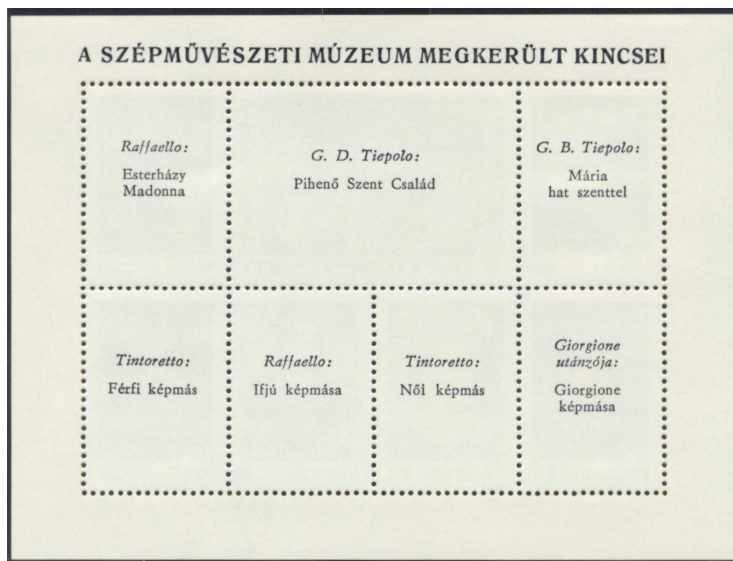 A SZÉPMŰVÉSZETI MÚZEUM MEGKERÜLT KINCSEI
Raffaello:
Esterházy
Madonna
G. D. Tiepolo:
Pihenő Szent Család
G. B. Tiepolo:
Mária
hat szenttel
Tintoretto:
Férfi képmás
Raffaello:
Ifjú képmása
Tintoretto:
Női képmás
Giorgione
utánzója:
Giorgione
képmása